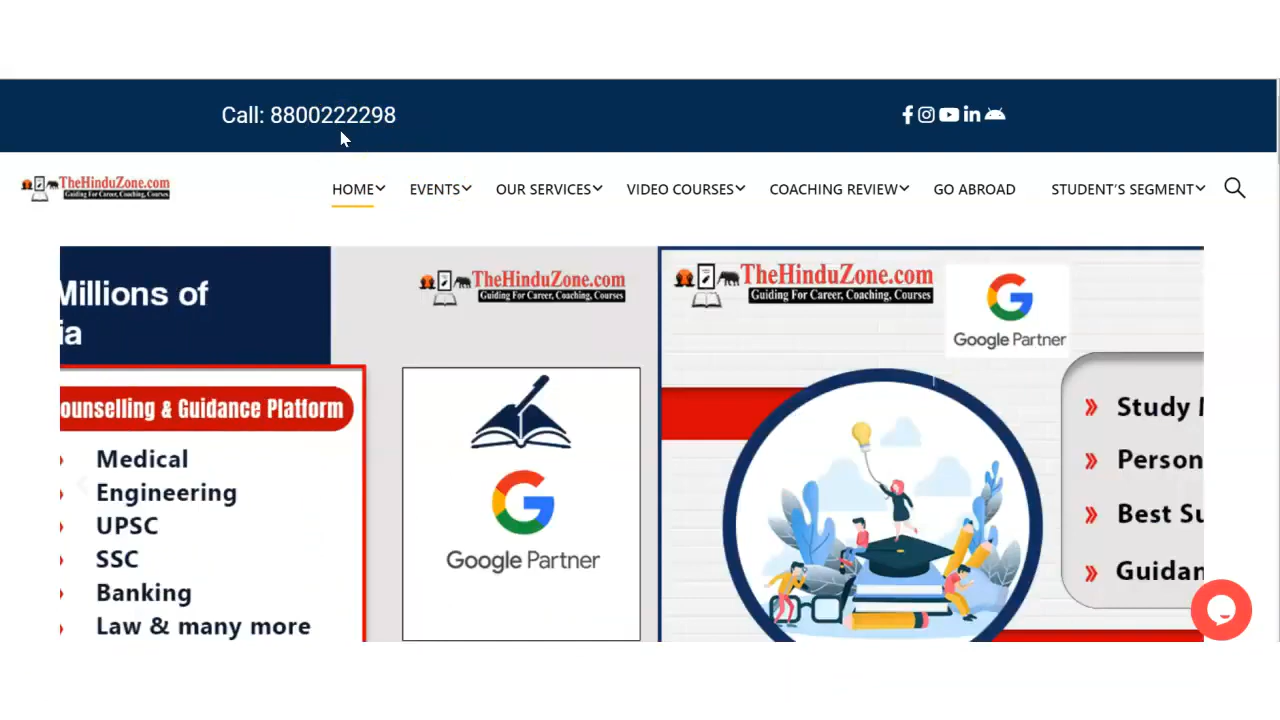 Call: 8800222298
TheHinduZone.com
Guiding For Career, Coaching, Courses
HOME EVENTS OUR SERVICES VIDEO COURSES COACHING REVIEW GO ABROAD STUDENT'S SEGMENT
Millions of
ia
ounselling & Guidance Platform
Medical
Engineering
UPSC
SSC
Banking
Law & many more
TheHinduZone.com
Guiding For Career, Coaching, Courses
Google Partner
TheHinduZone.com
Guiding For Career, Coaching, Courses
Google Partner
Study
Person
Best Su
Guidan